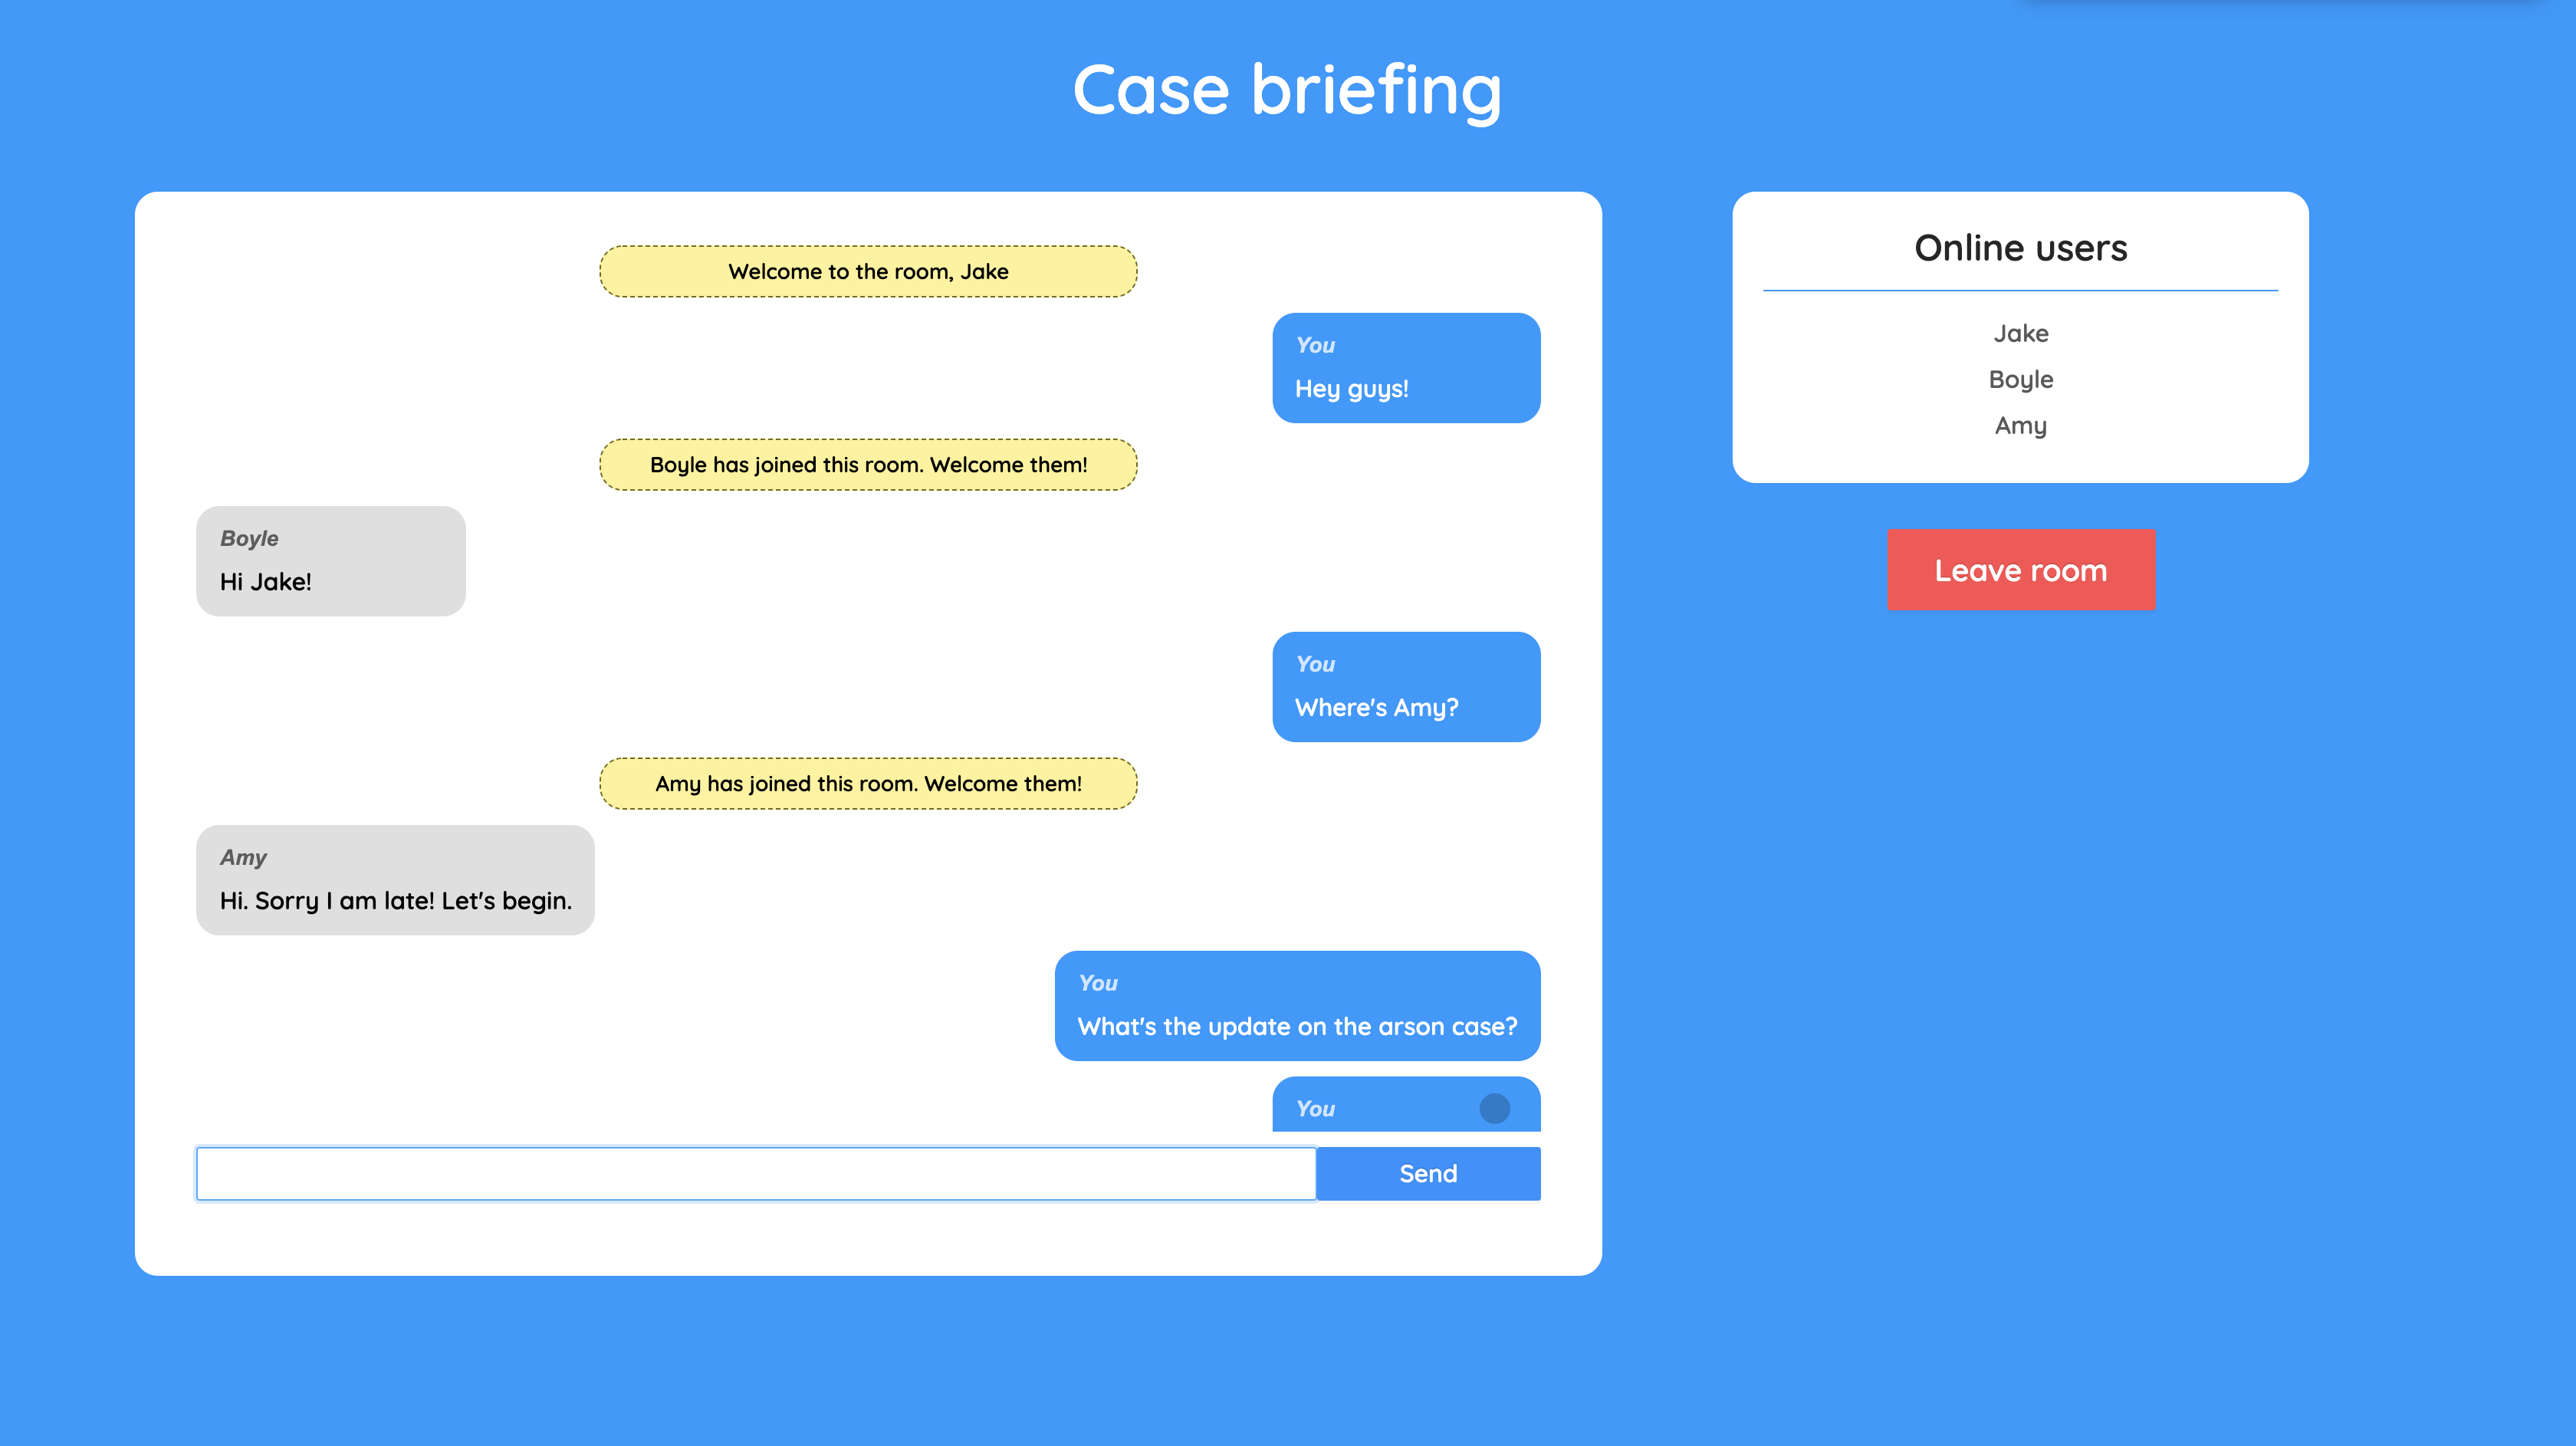 Case briefing
Welcome to the room, Jake
You
Hey guys!
Boyle has joined this room. Welcome them!
Boyle
Hi Jake!
You
Where's Amy?
Amy has joined this room. Welcome them!
Amy
Hi. Sorry I am late! Let's begin.
You
What's the update on the arson case?
You
Send
Online users
Jake
Boyle
Amy
Leave room